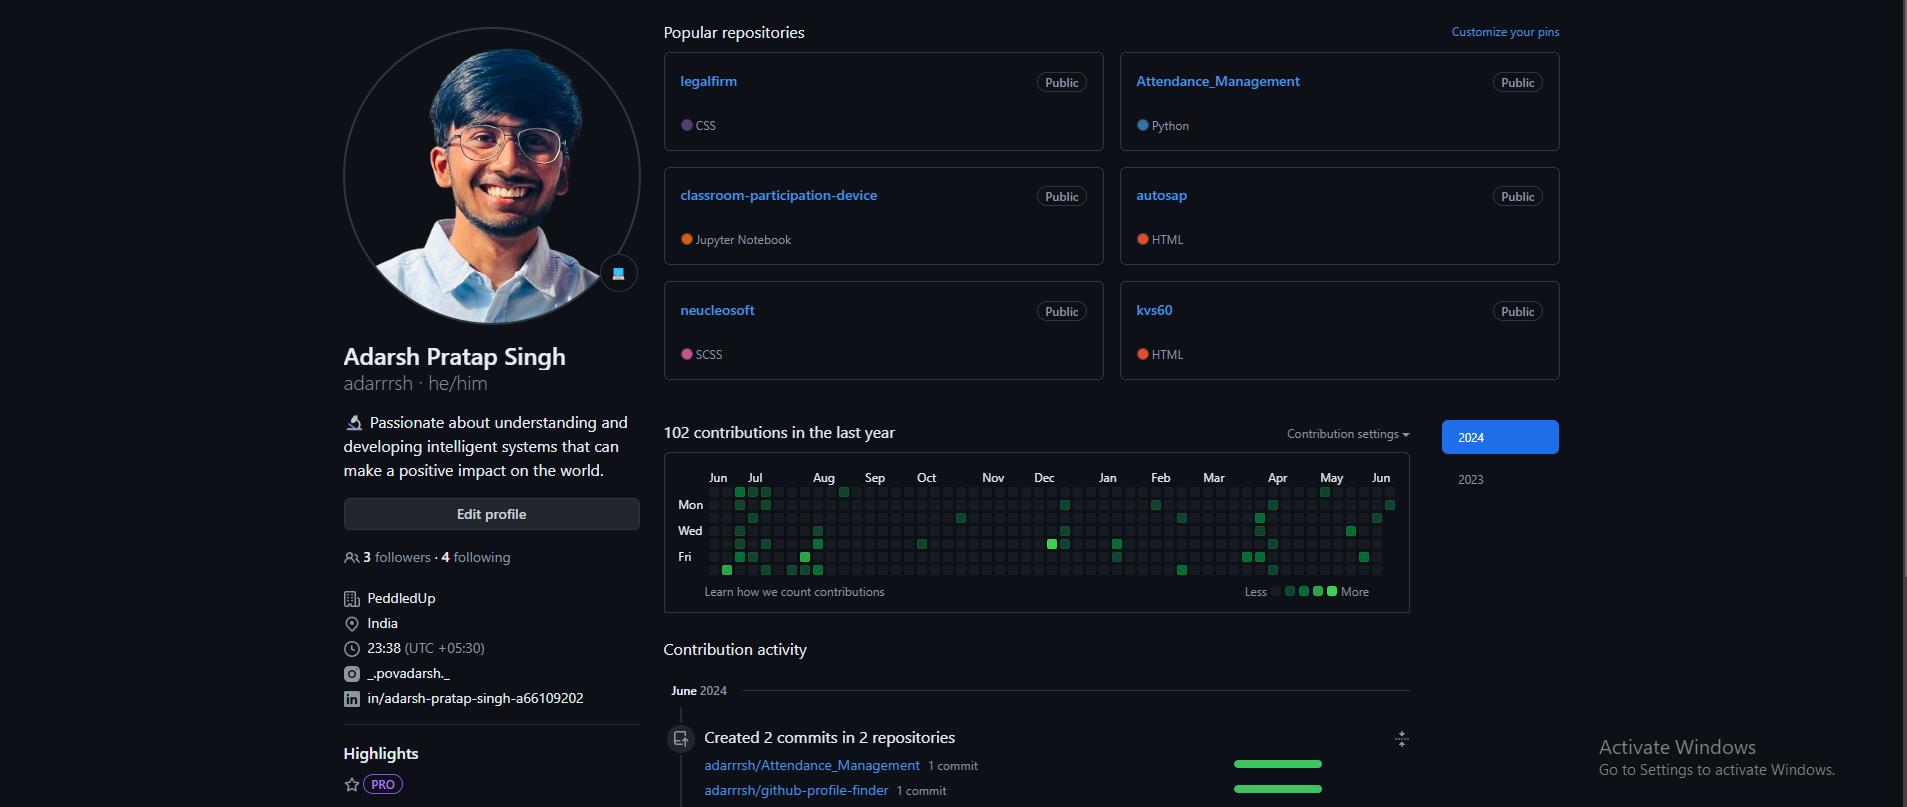 Adarsh Pratap Singh
adarrrsh · he/him
🔬 Passionate about understanding and
developing intelligent systems that can
make a positive impact on the world.
Edit profile
3 followers · 4 following
PeddledUp
India
23:38 (UTC +05:30)
_.povadarsh._
in/adarsh-pratap-singh-a66109202
Highlights
PRO
Popular repositories
Customize your pins
legalfirm Public
CSS
Attendance_Management Public
Python
classroom-participation-device Public
Jupyter Notebook
autosap Public
HTML
neucleosoft Public
SCSS
kvs60 Public
HTML
102 contributions in the last year
Contribution settings
2024
2023
Jun Jul Aug Sep Oct Nov Dec Jan Feb Mar Apr May Jun
Mon
Wed
Fri
Learn how we count contributions
Less More
Contribution activity
June 2024
Created 2 commits in 2 repositories
adarrrsh/Attendance_Management 1 commit
adarrrsh/github-profile-finder 1 commit
Activate Windows
Go to Settings to activate Windows.